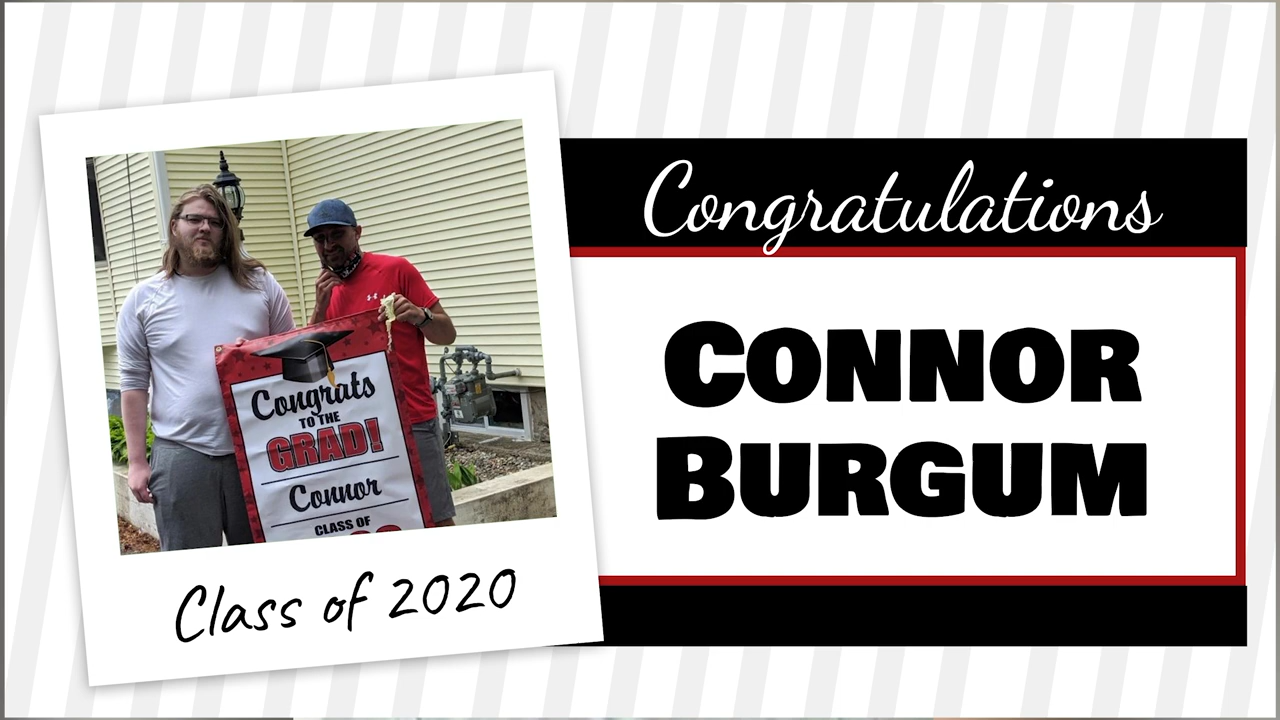 Congratulations
CONNOR
BURGUM
Congrats
TO THE
GRAD!
Connor
CLASS OF
Class of 2020